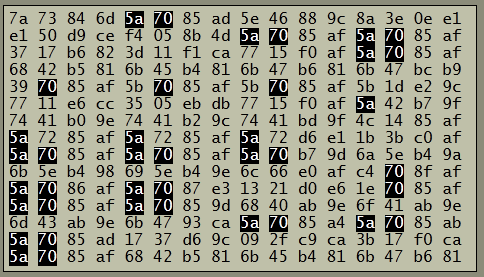 7a 73 84 6d 5a 70 85 ad 5e 46 88 9c 8a 3e 0e e1
e1 50 d9 ce f4 05 8b 4d 5a 70 85 af 5a 70 85 af
37 17 b6 82 3d 11 f1 ca 77 15 f0 af 5a 70 85 af
68 42 b5 81 6b 45 b4 81 6b 47 b6 81 6b 47 bc b9
39 70 85 af 5b 70 85 af 5b 70 85 af 5b 1d e2 9c
77 11 e6 cc 35 05 eb db 77 15 f0 af 5a 42 b7 9f
74 41 b0 9e 74 41 b2 9c 74 41 bd 9f 4c 14 85 af
5a 72 85 af 5a 72 85 af 5a 72 d6 e1 1b 3b c0 af
5a 70 85 af 5a 70 85 af 5a 70 b7 9d 6a 5e b4 9a
6b 5e b4 98 69 5e b4 9e 6c 66 e0 af c4 70 8f af
5a 70 86 af 5a 70 87 e3 13 21 d0 e6 1e 70 85 af
5a 70 85 af 5a 70 85 9d 68 40 ab 9e 6f 41 ab 9e
6d 43 ab 9e 6b 47 93 ca 5a 70 85 a4 5a 70 85 ab
5a 70 85 ad 17 37 d6 9c 09 2f c9 ca 3b 17 f0 ca
5a 70 85 af 68 42 b5 81 6b 45 b4 81 6b 47 b6 81